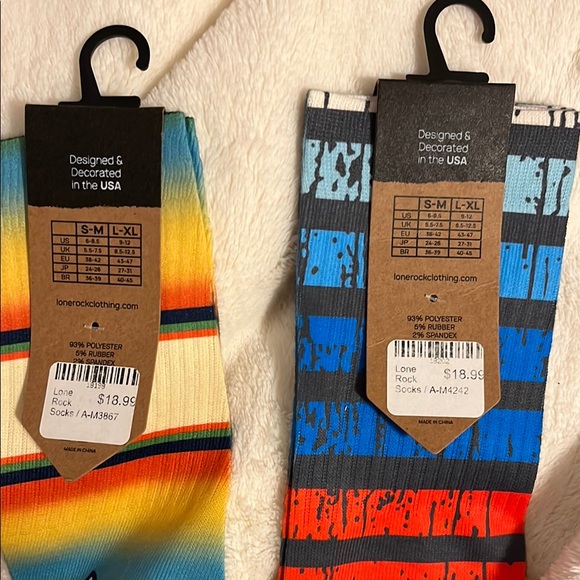 Designed &
Decorated
in the USA
S-M L-XL
US 6-8.5 9-12
UK 5.5-7.5 8.5-12.5
EU 38-42 43-47
JP 24-26 27-31
BR 36-39 40-45
lonerockclothing.com
93% POLYESTER
5% RUBBER
2% SPANDEX
Lone
Rock $18.99
Socks / A-M3867
MADE IN CHINA
Designed &
Decorated
in the USA
S-M L-XL
US 6-8.5 9-12
UK 5.5-7.5 8.5-12.5
EU 38-42 43-47
JP 24-26 27-31
BR 36-39 40-45
lonerockclothing.com
93% POLYESTER
5% RUBBER
2% SPANDEX
Lone
Rock $18.99
Socks / A-M4242
MADE IN CHINA